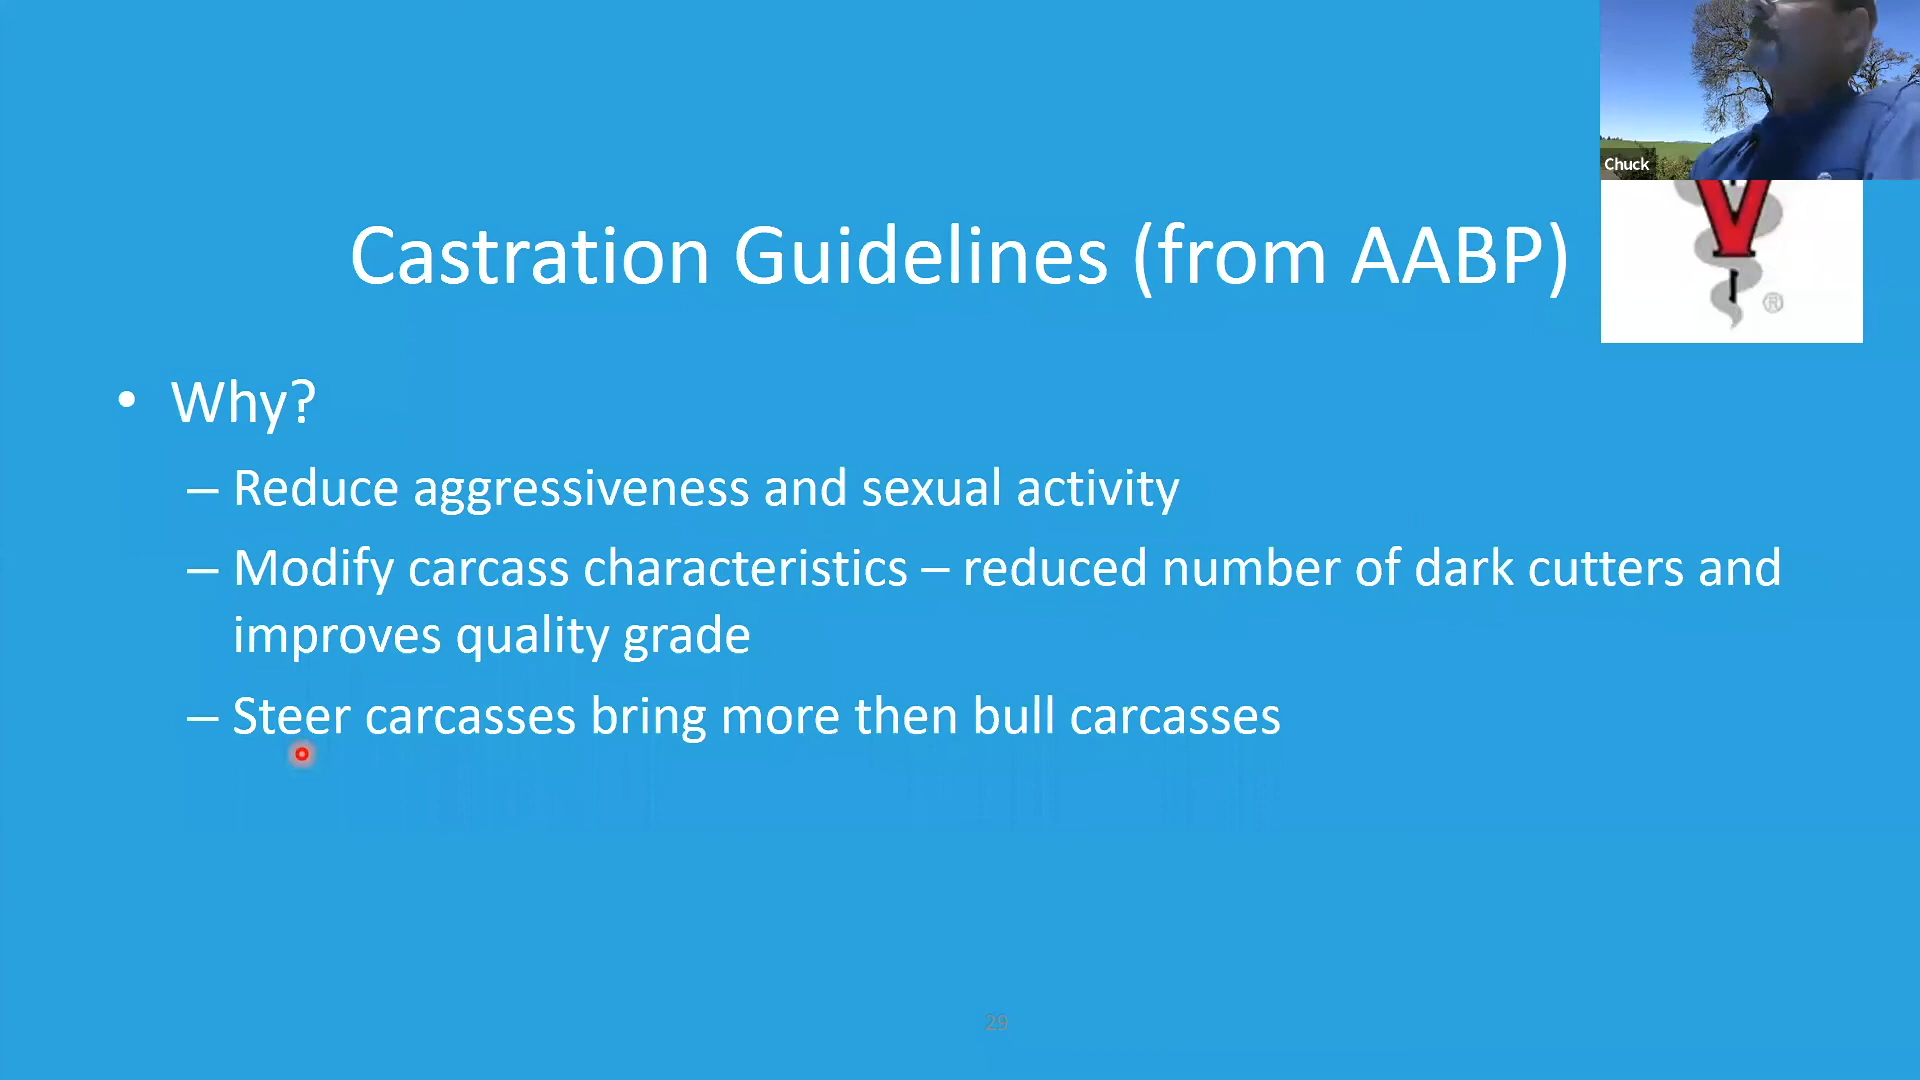 Chuck
V
®
Castration Guidelines (from AABP)
• Why?
– Reduce aggressiveness and sexual activity
– Modify carcass characteristics – reduced number of dark cutters and
improves quality grade
– Steer carcasses bring more then bull carcasses
29